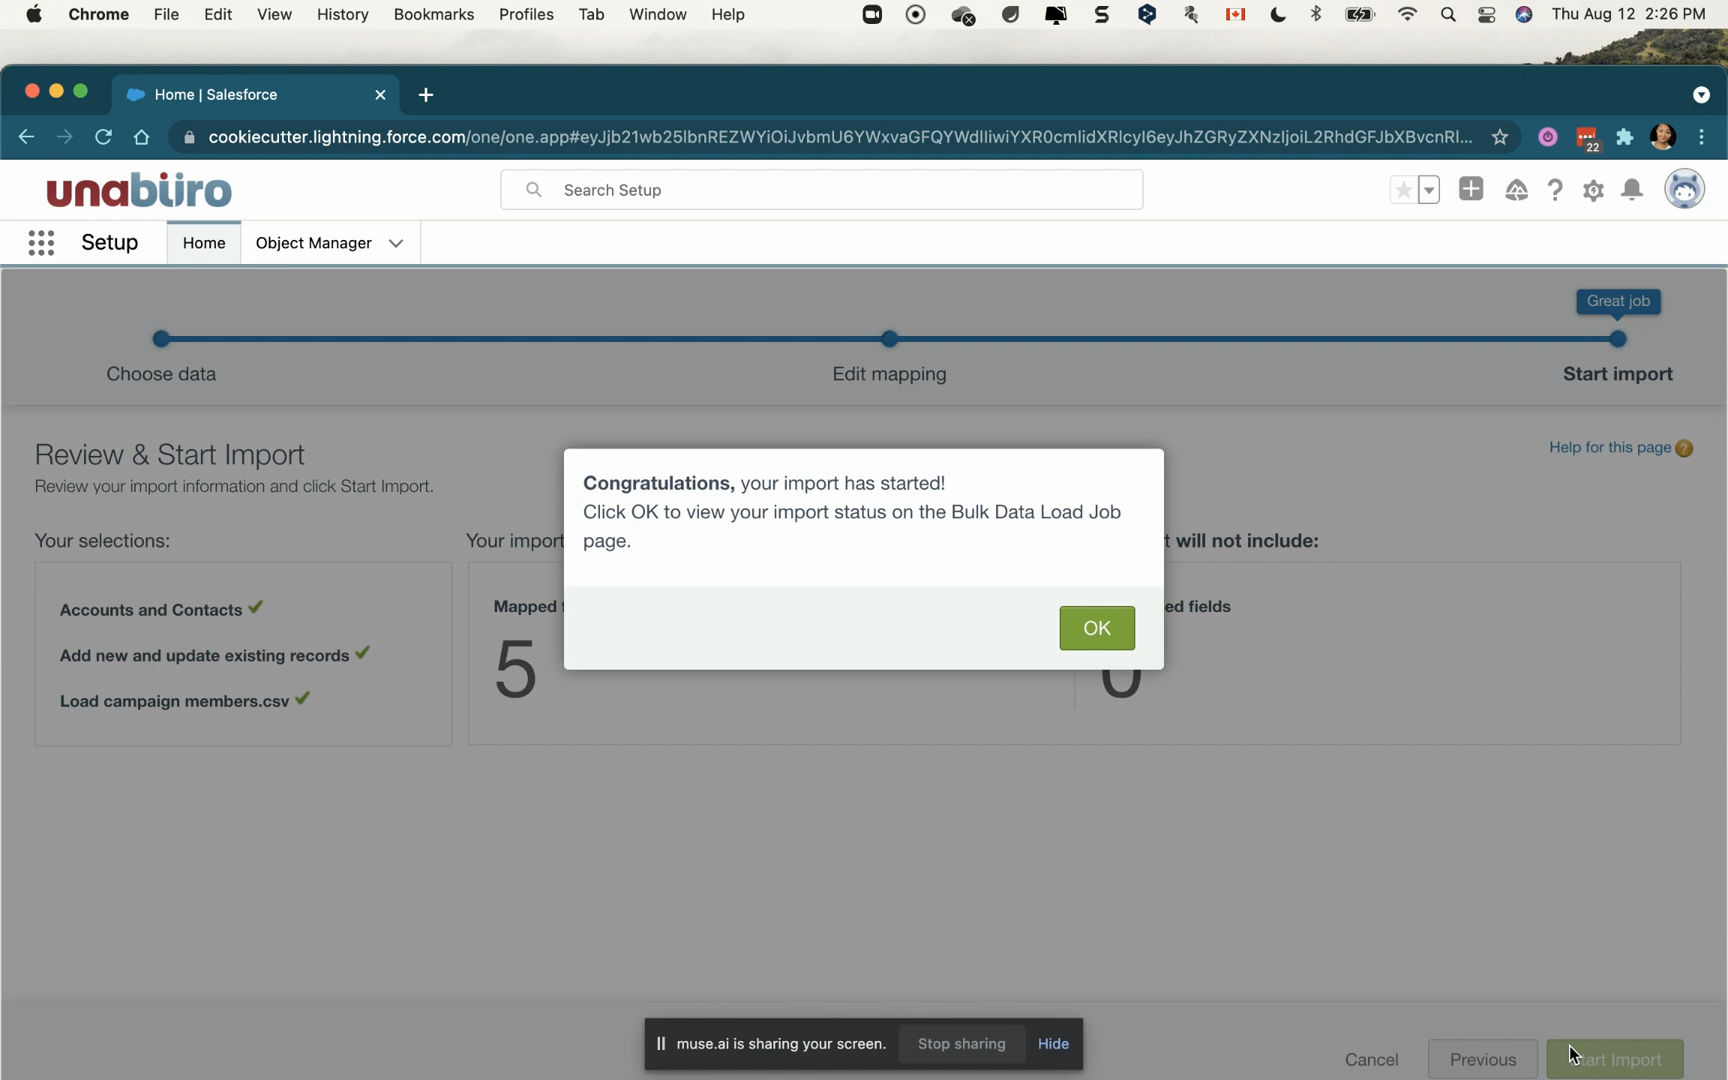 Chrome File Edit View History Bookmarks Profiles Tab Window Help Thu Aug 12 2:26 PM
Home | Salesforce
cookiecutter.lightning.force.com/one/one.app#eyJjb21wb25lbnREZWYiOiJvbmU6YWxvaGFQYWdlIiwiYXR0cmlidXRlcyI6eyJhZGRyZXNzIjoiL2RhdGFJbXBvcnRl... 22
unabüro Search Setup
Setup Home Object Manager
Great job
Choose data Edit mapping Start import
Review & Start Import
Help for this page ?
Review your import information and click Start Import.
Congratulations, your import has started!
Click OK to view your import status on the Bulk Data Load Job
page.
OK
Your selections: Your import will not include:
Accounts and Contacts Mapped ed fields
Add new and update existing records 5 0
Load campaign members.csv
muse.ai is sharing your screen. Stop sharing Hide
Cancel Previous Start Import